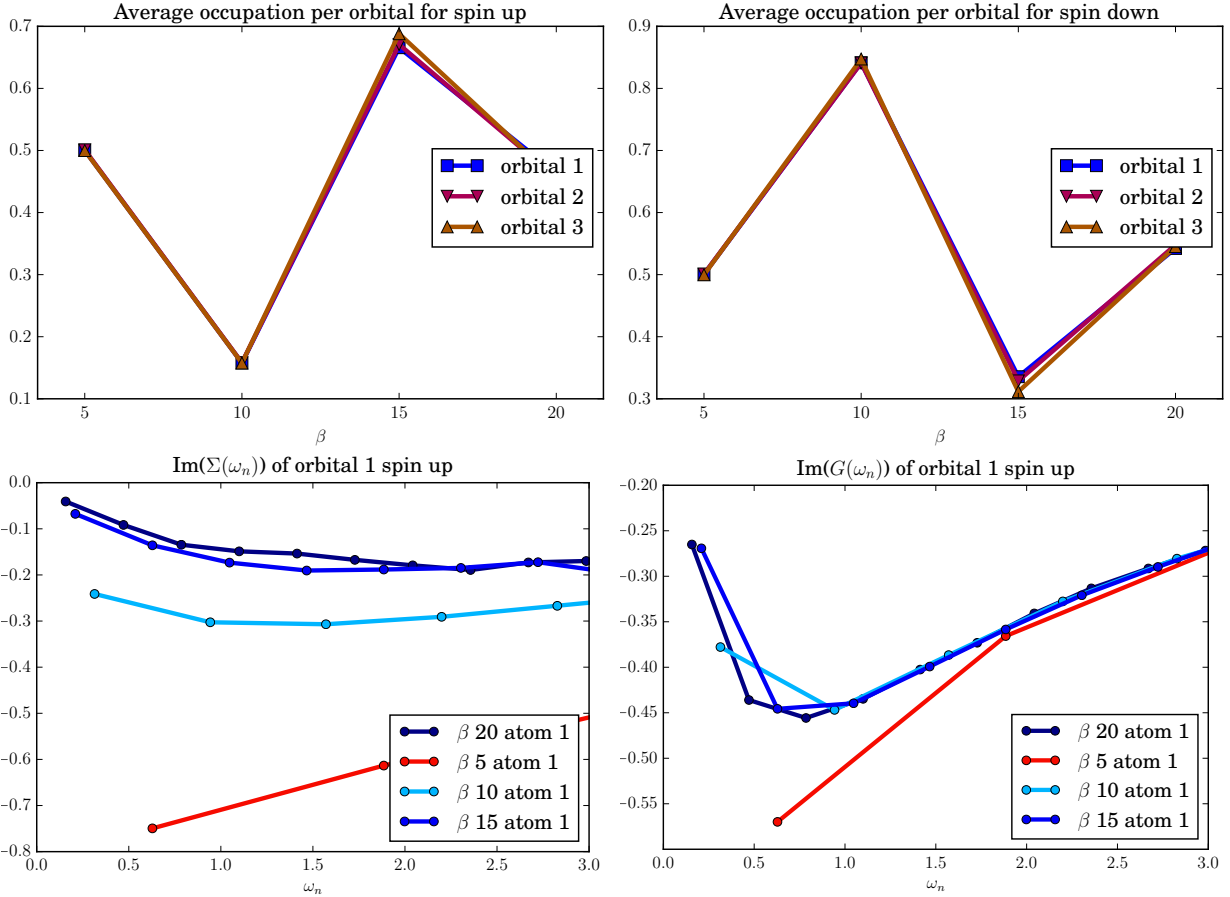 Average occupation per orbital for spin up
0.7
0.6
0.5
0.4
0.3
0.2
0.1
5
10
15
20
β
orbital 1
orbital 2
orbital 3
Average occupation per orbital for spin down
0.9
0.8
0.7
0.6
0.5
0.4
0.3
5
10
15
20
β
orbital 1
orbital 2
orbital 3
Im(Σ(ω_n)) of orbital 1 spin up
0.0
−0.1
−0.2
−0.3
−0.4
−0.5
−0.6
−0.7
−0.8
0.0
0.5
1.0
1.5
2.0
2.5
3.0
ω_n
β 20 atom 1
β 5 atom 1
β 10 atom 1
β 15 atom 1
Im(G(ω_n)) of orbital 1 spin up
−0.20
−0.25
−0.30
−0.35
−0.40
−0.45
−0.50
−0.55
0.0
0.5
1.0
1.5
2.0
2.5
3.0
ω_n
β 20 atom 1
β 5 atom 1
β 10 atom 1
β 15 atom 1